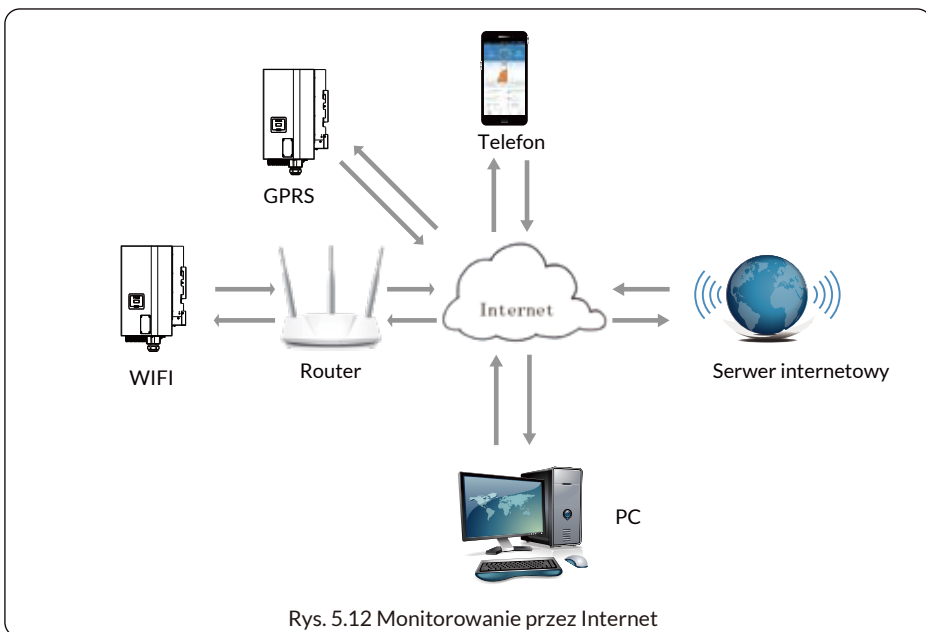 Telefon
GPRS
Internet
WIFI
Router
Serwer internetowy
PC
Rys. 5.12 Monitorowanie przez Internet